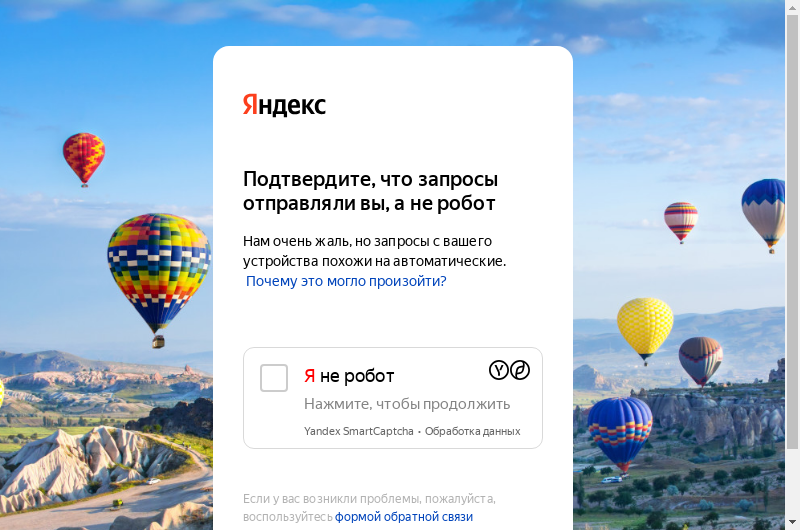 Яндекс
Подтвердите, что запросы
отправляли вы, а не робот
Нам очень жаль, но запросы с вашего
устройства похожи на автоматические.
Почему это могло произойти?
Я не робот
Нажмите, чтобы продолжить
Yandex SmartCaptcha • Обработка данных
Если у вас возникли проблемы, пожалуйста,
воспользуйтесь формой обратной связи